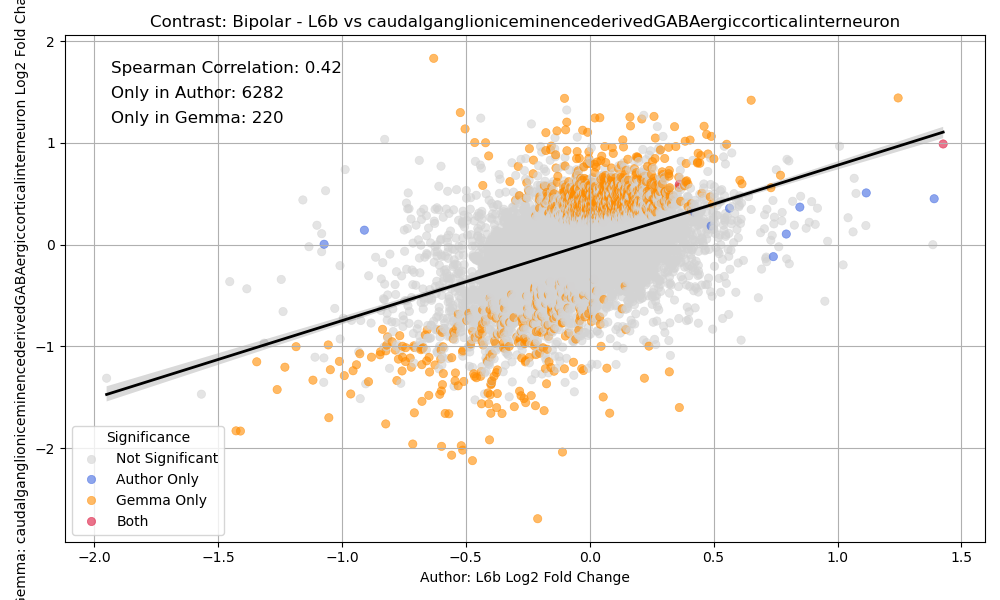 Contrast: Bipolar - L6b vs caudalganglioniceminencederivedGABAergiccorticalinterneuron
Gemma: caudalganglioniceminencederivedGABAergiccorticalinterneuron Log2 Fold
2
1
0
−1
−2
Spearman Correlation: 0.42
Only in Author: 6282
Only in Gemma: 220
Significance
Not Significant
Author Only
Gemma Only
Both
−2.0
−1.5
−1.0
−0.5
0.0
0.5
1.0
1.5
Author: L6b Log2 Fold Change